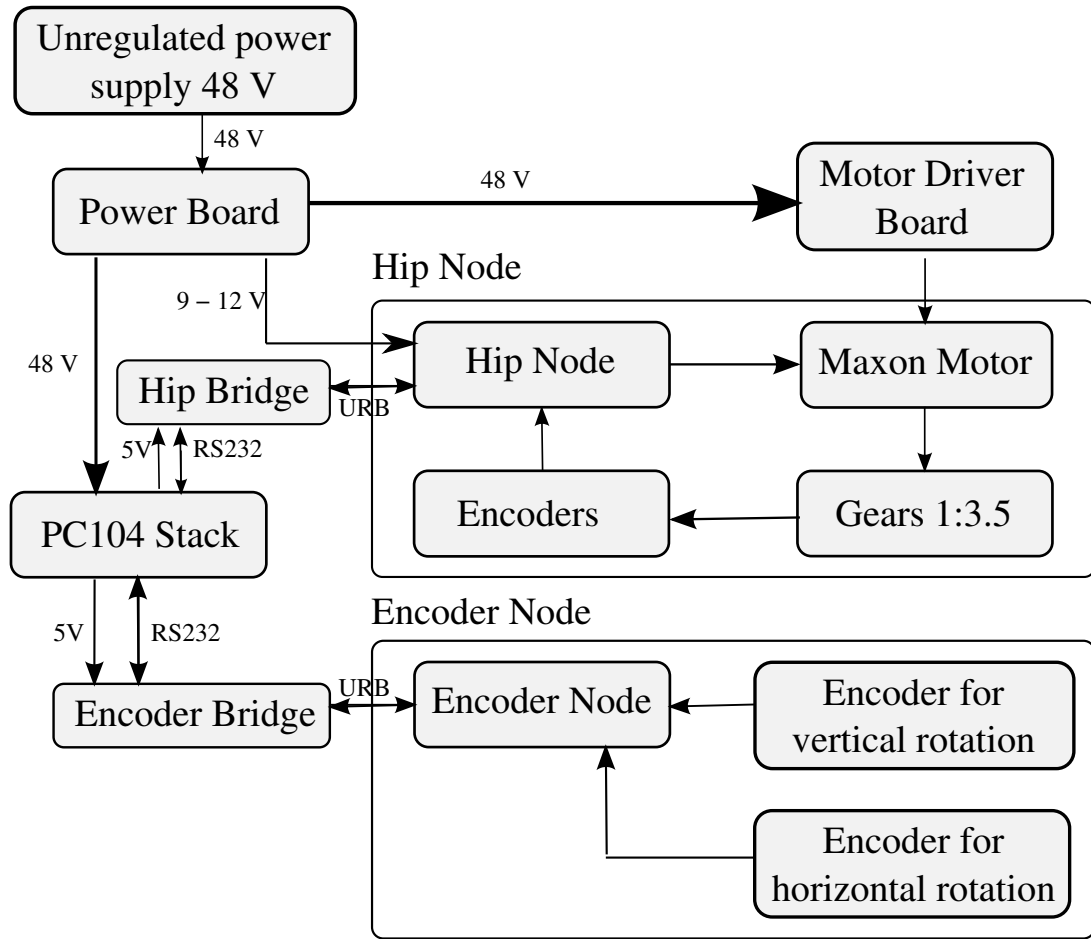 Unregulated power
supply 48 V
48 V
Power Board
48 V
Motor Driver
Board
Hip Node
9 – 12 V
48 V
Hip Bridge
URB
Hip Node
Maxon Motor
5V
RS232
Encoders
Gears 1:3.5
PC104 Stack
Encoder Node
5V
RS232
URB
Encoder Bridge
Encoder Node
Encoder for
vertical rotation
Encoder for
horizontal rotation